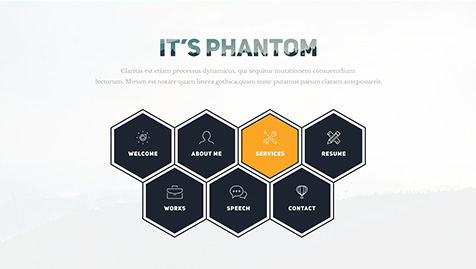 IT'S PHANTOM
Claritas est etiam processus dynamicus, qui sequitur mutationem consuendium
lectorum. Mirum est notare quam littera gothica,quam nunc putamus parum claram anteposuerit.
WELCOME
ABOUT ME
SERVICES
RESUME
WORKS
SPEECH
CONTACT